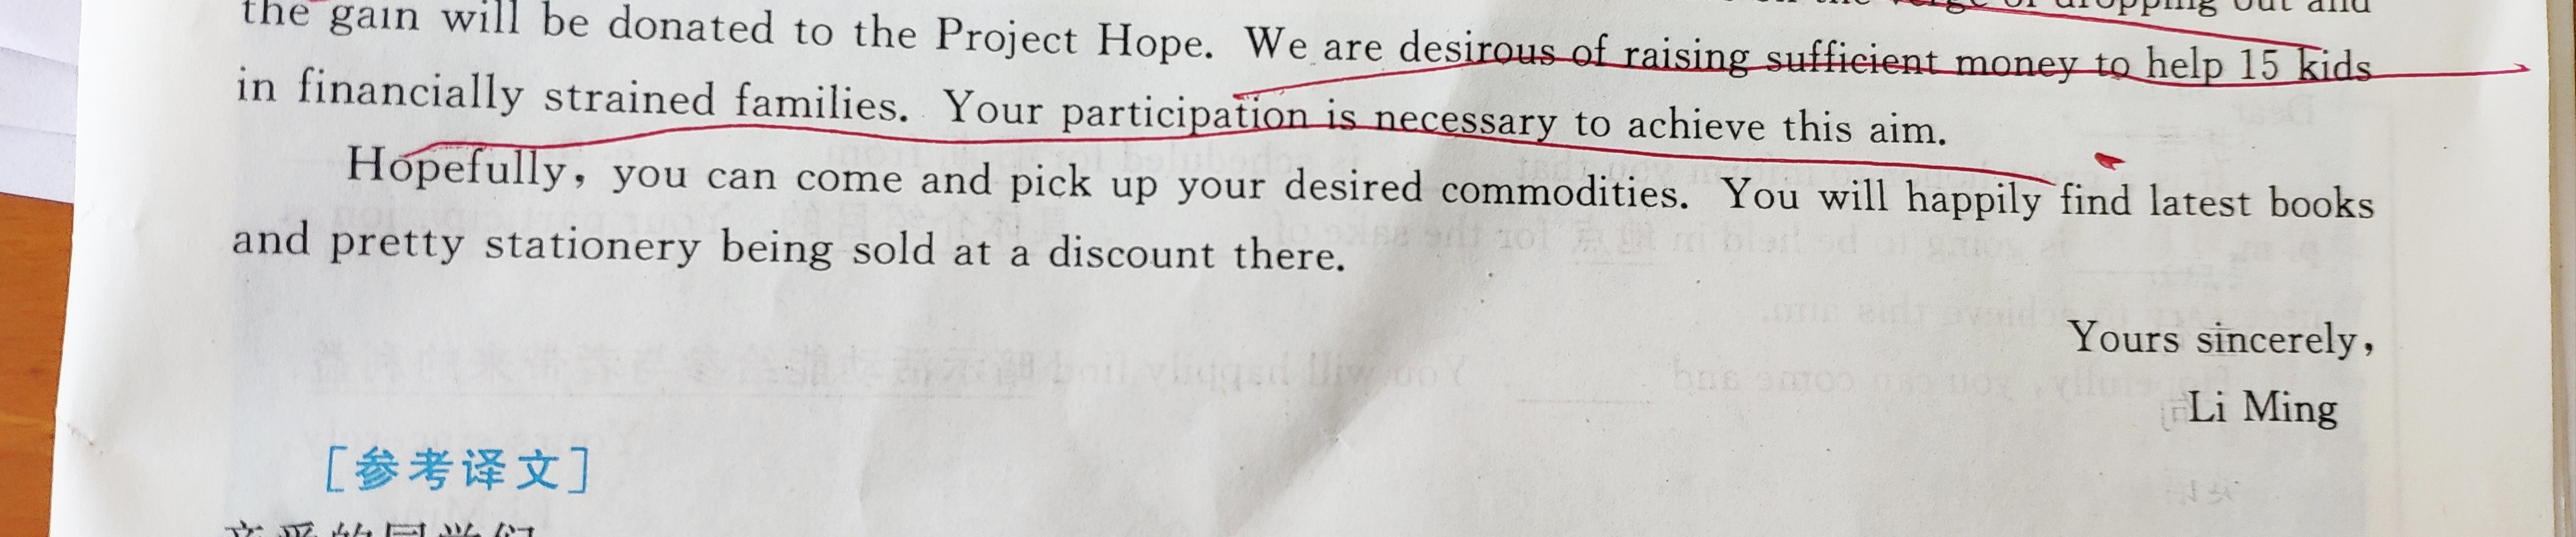 verge of dropping out and
the gain will be donated to the Project Hope. We are desirous of raising sufficient money to help 15 kids
in financially strained families. Your participation is necessary to achieve this aim.
Hopefully, you can come and pick up your desired commodities. You will happily find latest books
and pretty stationery being sold at a discount there.
Yours sincerely,
Li Ming
[参考译文]
亲爱的同学们